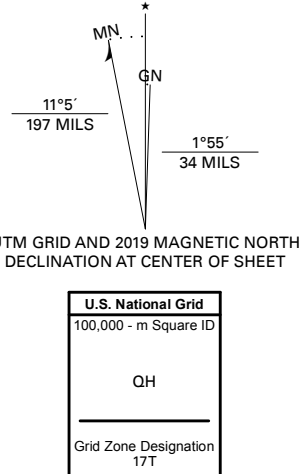 ★
MN
GN
11°5´
197 MILS
1°55´
34 MILS
UTM GRID AND 2019 MAGNETIC NORTH
DECLINATION AT CENTER OF SHEET
U.S. National Grid
100,000 - m Square ID
QH
Grid Zone Designation
17T